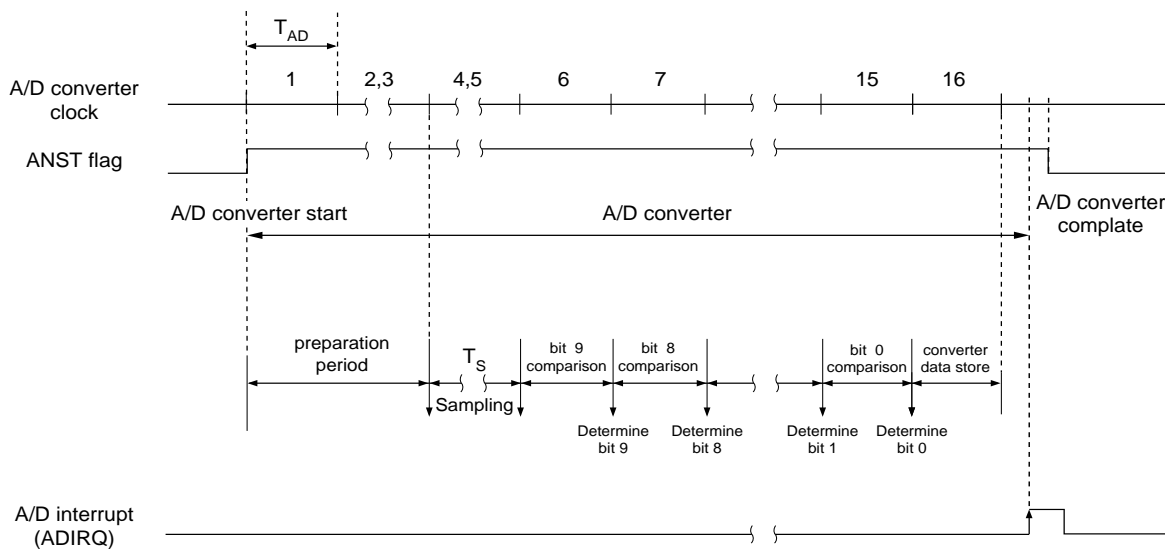 T_AD
A/D converter
clock
1
2,3
4,5
6
7
15
16
ANST flag
A/D converter start
A/D converter
A/D converter
complate
preparation
period
T_S
Sampling
bit 9
comparison
bit 8
comparison
bit 0
comparison
converter
data store
Determine
bit 9
Determine
bit 8
Determine
bit 1
Determine
bit 0
A/D interrupt
(ADIRQ)